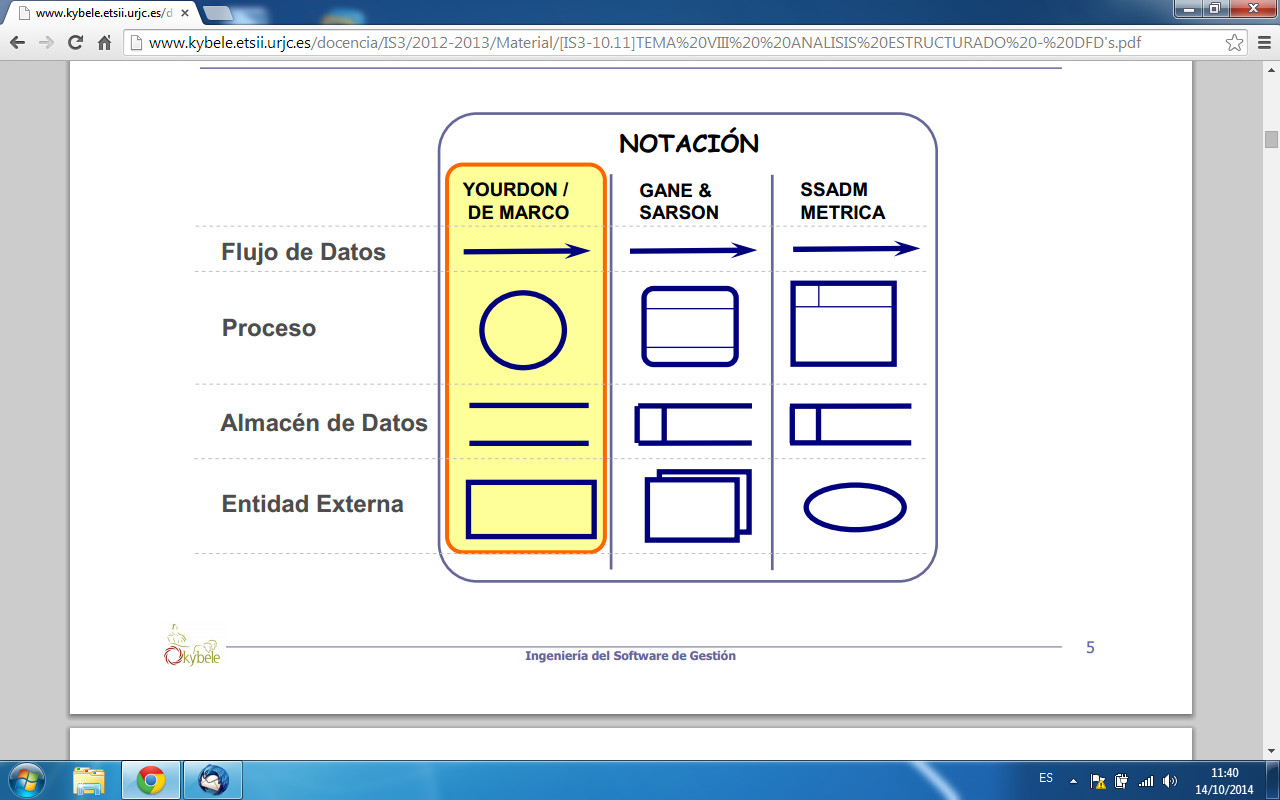 www.kybele.etsii.urjc.es/d
www.kybele.etsii.urjc.es/docencia/IS3/2012-2013/Material/[IS3-10.11]TEMA%20VIII%20%20ANALISIS%20ESTRUCTURADO%20-%20DFD's.pdf
NOTACIÓN
YOURDON / DE MARCO
GANE & SARSON
SSADM METRICA
Flujo de Datos
Proceso
Almacén de Datos
Entidad Externa
kybele
Ingeniería del Software de Gestión
5
ES
11:40
14/10/2014